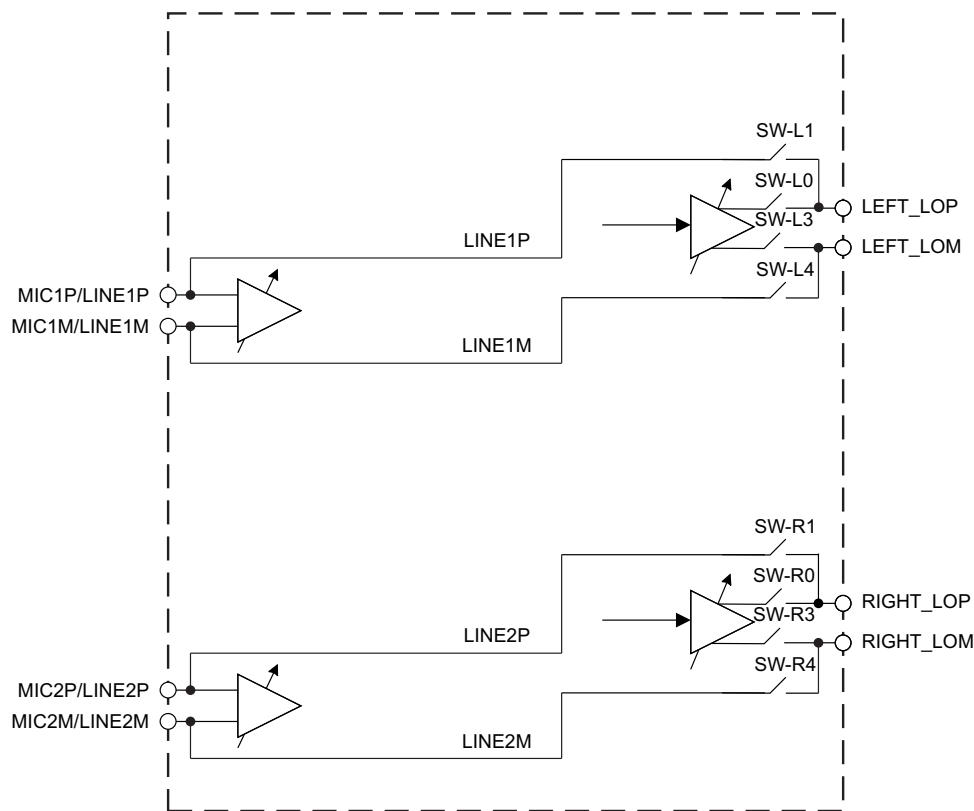 SW-L1
SW-L0
LEFT_LOP
SW-L3
LINE1P
LEFT_LOM
SW-L4
MIC1P/LINE1P
MIC1M/LINE1M
LINE1M
SW-R1
SW-R0
RIGHT_LOP
SW-R3
LINE2P
RIGHT_LOM
SW-R4
MIC2P/LINE2P
MIC2M/LINE2M
LINE2M